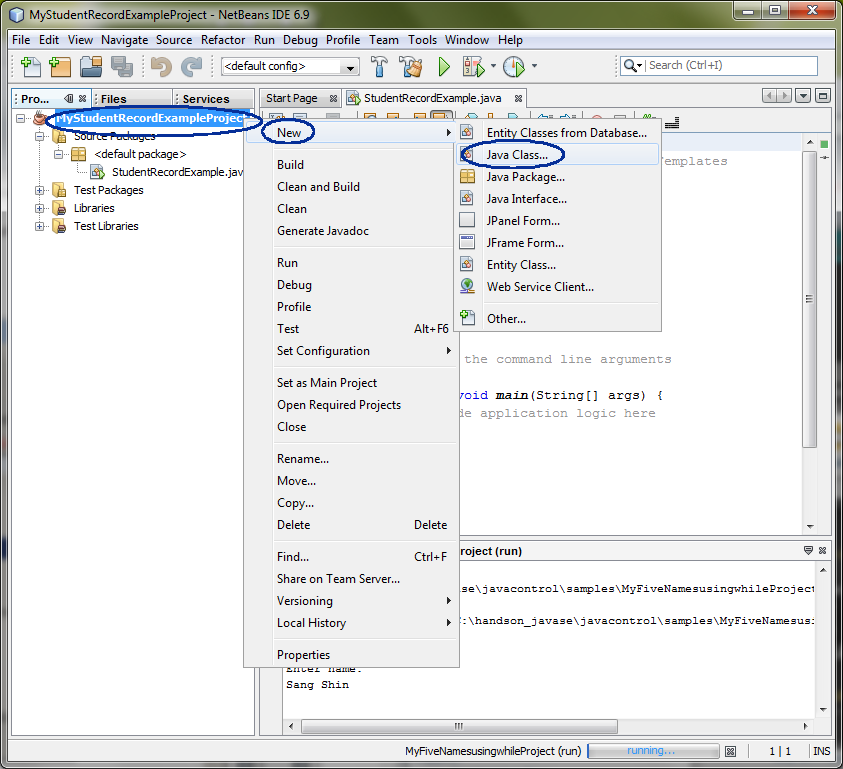 MyStudentRecordExampleProject - NetBeans IDE 6.9
File Edit View Navigate Source Refactor Run Debug Profile Team Tools Window Help
<default config>
Search (Ctrl+I)
Pro... Files Services
Start Page StudentRecordExample.java
MyStudentRecordExampleProject
Source Packages
<default package>
StudentRecordExample.jav
Test Packages
Libraries
Test Libraries
New
Build
Clean and Build
Clean
Generate Javadoc
Run
Debug
Profile
Test Alt+F6
Set Configuration
Set as Main Project
Open Required Projects
Close
Rename...
Move...
Copy...
Delete Delete
Find... Ctrl+F
Share on Team Server...
Versioning
Local History
Properties
Entity Classes from Database...
Java Class...
Java Package...
Java Interface...
JPanel Form...
JFrame Form...
Entity Class...
Web Service Client...
Other...
emplates
the command line arguments
void main(String[] args) {
de application logic here
roject (run)
se\javacontrol\samples\MyFiveNamesusingwhileProject
:\handson_javase\javacontrol\samples\MyFiveNamesusi
Enter name:
Sang Shin
MyFiveNamesusingwhileProject (run) running... 1 | 1 INS